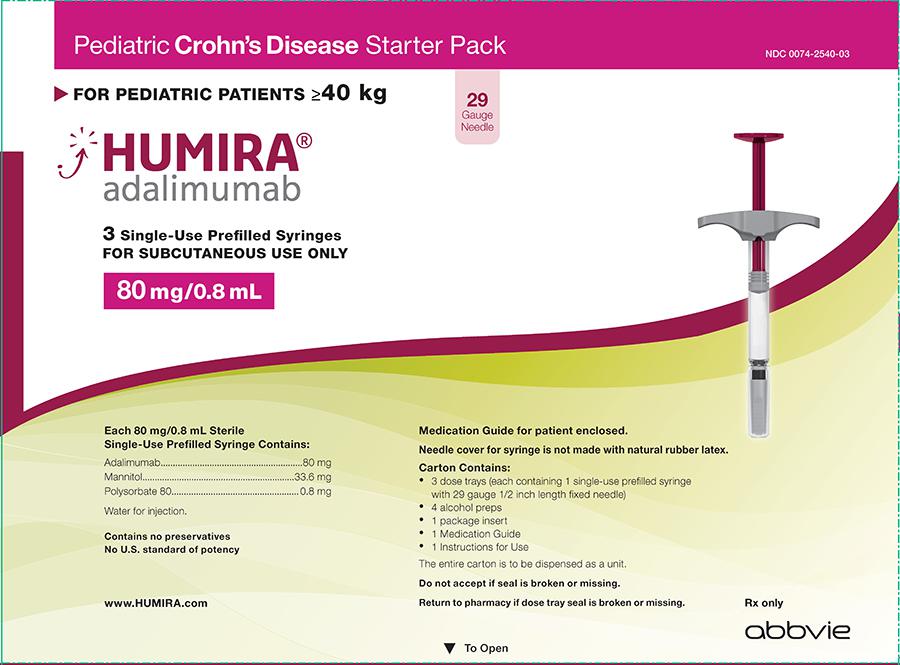 Pediatric Crohn's Disease Starter Pack
NDC 0074-2540-03
FOR PEDIATRIC PATIENTS ≥40 kg
29
Gauge
Needle
HUMIRA®
adalimumab
3 Single-Use Prefilled Syringes
FOR SUBCUTANEOUS USE ONLY
80 mg/0.8 mL
Each 80 mg/0.8 mL Sterile
Single-Use Prefilled Syringe Contains:
Adalimumab......................................................80 mg
Mannitol......................................................33.6 mg
Polysorbate 80.............................................0.8 mg
Water for injection.
Contains no preservatives
No U.S. standard of potency
www.HUMIRA.com
Medication Guide for patient enclosed.
Needle cover for syringe is not made with natural rubber latex.
Carton Contains:
• 3 dose trays (each containing 1 single-use prefilled syringe
with 29 gauge 1/2 inch length fixed needle)
• 4 alcohol preps
• 1 package insert
• 1 Medication Guide
• 1 Instructions for Use
The entire carton is to be dispensed as a unit.
Do not accept if seal is broken or missing.
Return to pharmacy if dose tray seal is broken or missing.
Rx only
abbvie
▼ To Open